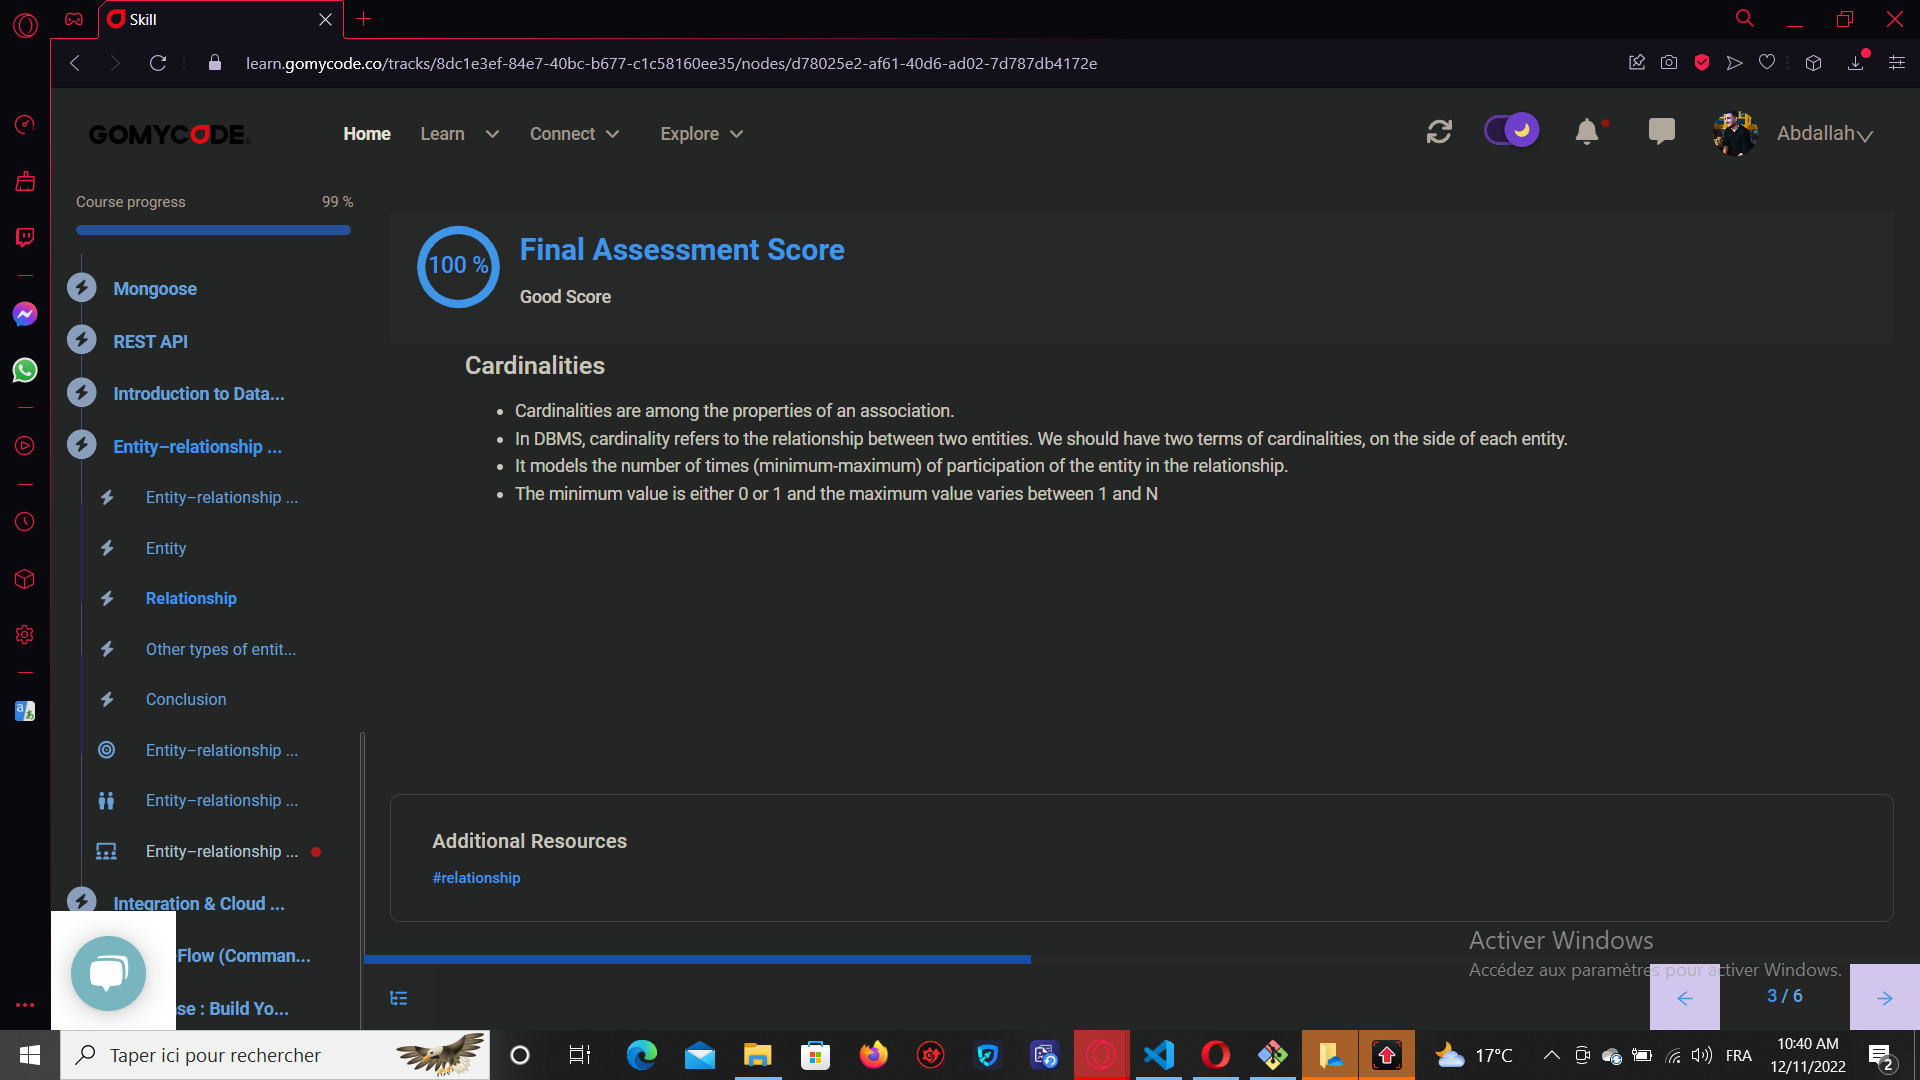 Skill
learn.gomycode.co/tracks/8dc1e3ef-84e7-40bc-b677-c1c58160ee35/nodes/d78025e2-af61-40d6-ad02-7d787db4172e
GOMYCODE
Home Learn Connect Explore
Abdallah
Course progress 99 %
Mongoose
REST API
Introduction to Data...
Entity–relationship ...
Entity–relationship ...
Entity
Relationship
Other types of entit...
Conclusion
Entity–relationship ...
Entity–relationship ...
Entity–relationship ...
Integration & Cloud ...
Flow (Comman...
se : Build Yo...
100 %
Final Assessment Score
Good Score
Cardinalities
• Cardinalities are among the properties of an association.
• In DBMS, cardinality refers to the relationship between two entities. We should have two terms of cardinalities, on the side of each entity.
• It models the number of times (minimum-maximum) of participation of the entity in the relationship.
• The minimum value is either 0 or 1 and the maximum value varies between 1 and N
Additional Resources
#relationship
Activer Windows
Accédez aux paramètres pour activer Windows.
3 / 6
Taper ici pour rechercher
17°C
FRA
10:40 AM
12/11/2022
2